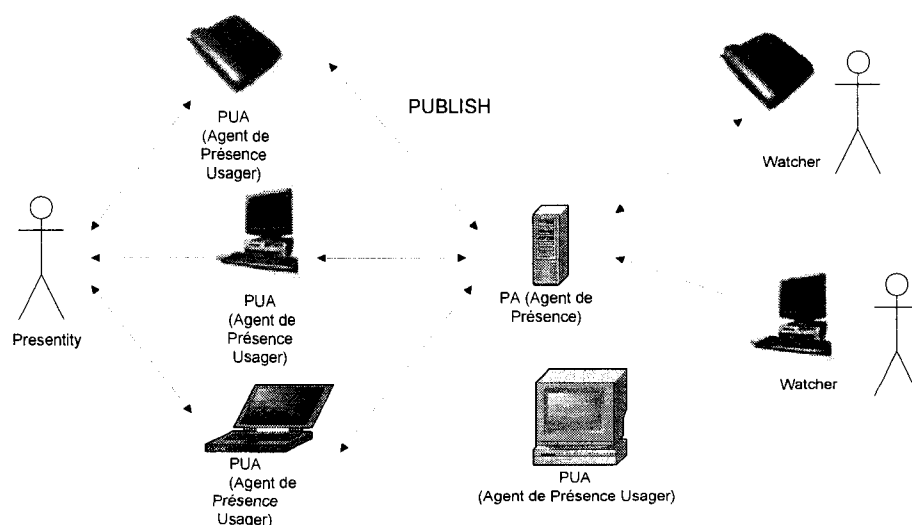 PUA
(Agent de
Présence
Usager)
PUBLISH
Watcher
Presentity
PUA
(Agent de
Présence
Usager)
PA (Agent de
Présence)
Watcher
PUA
(Agent de
Présence
Usager)
PUA
(Agent de Présence Usager)